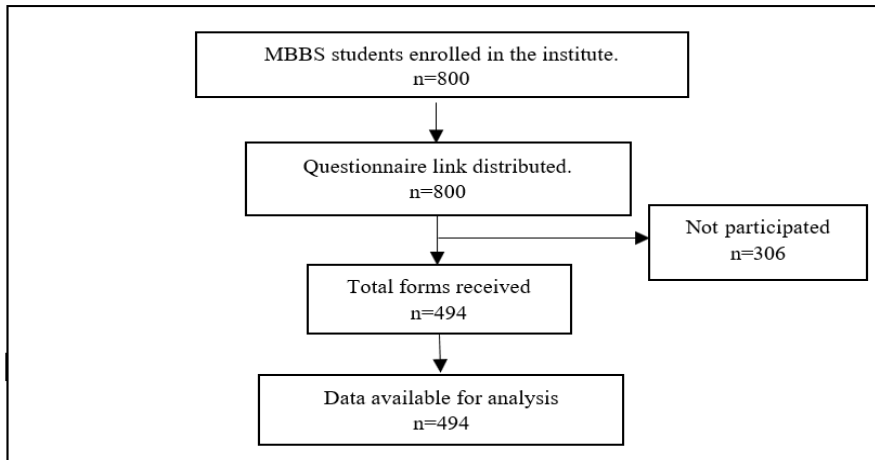 MBBS students enrolled in the institute.
n=800
Questionnaire link distributed.
n=800
Not participated
n=306
Total forms received
n=494
Data available for analysis
n=494